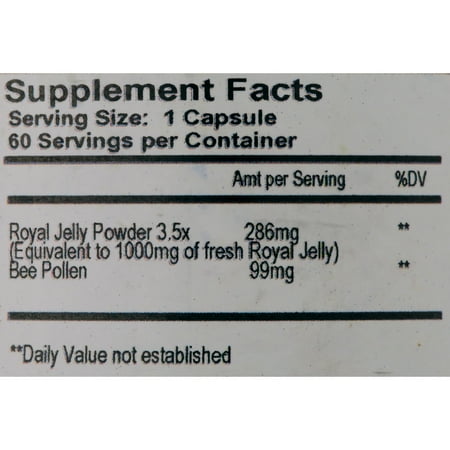 Supplement Facts
Serving Size: 1 Capsule
60 Servings per Container
Amt per Serving %DV
Royal Jelly Powder 3.5x 286mg **
(Equivalent to 1000mg of fresh Royal Jelly)
Bee Pollen 99mg **
**Daily Value not established